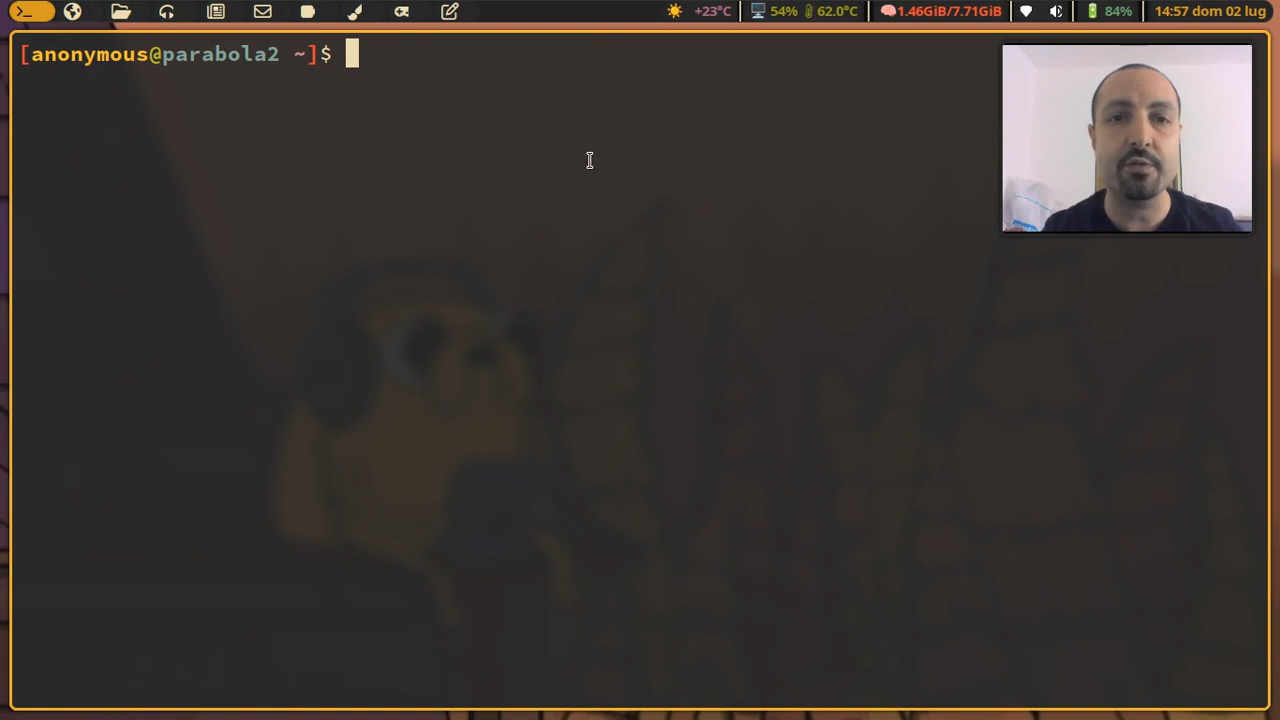 +23°C 54% 62.0°C 1.46GiB/7.71GiB 84% 14:57 dom 02 lug
[anonymous@parabola2 ~]$